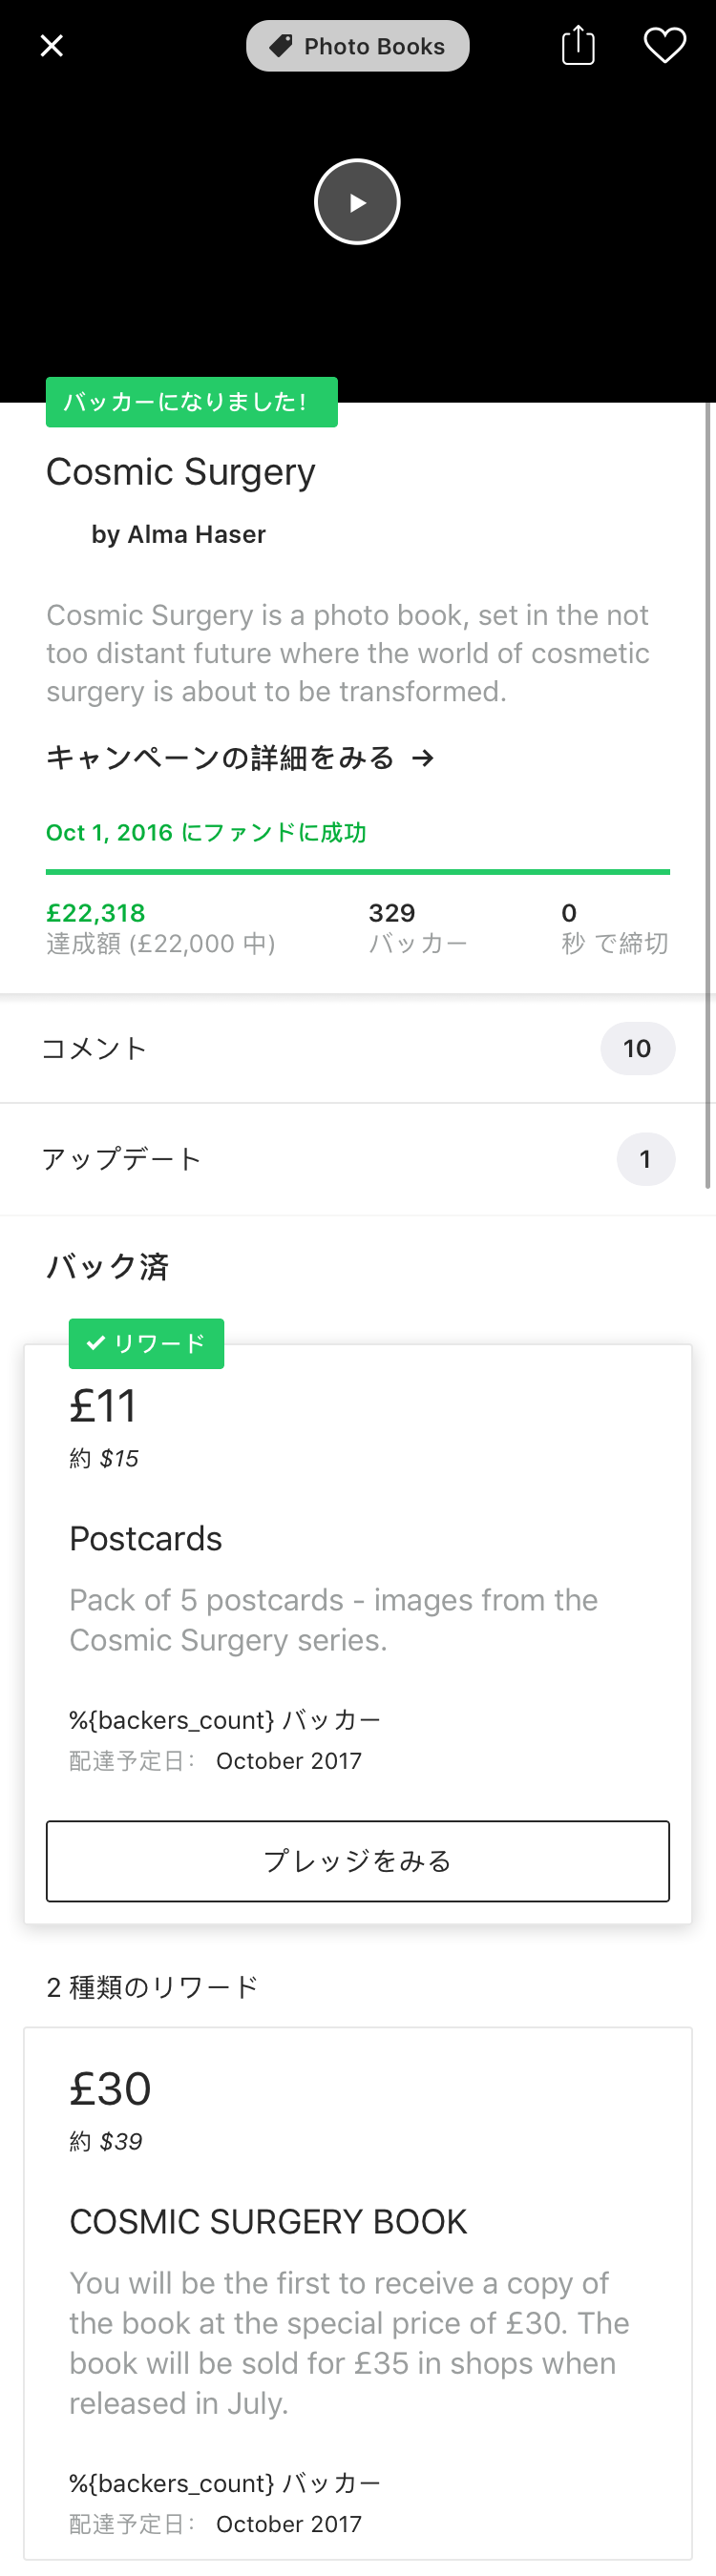 Photo Books
バッカーになりました!
Cosmic Surgery
by Alma Haser
Cosmic Surgery is a photo book, set in the not
too distant future where the world of cosmetic
surgery is about to be transformed.
キャンペーンの詳細をみる →
Oct 1, 2016 にファンドに成功
£22,318 329 0
達成額 (£22,000 中) バッカー 秒 で締切
コメント 10
アップデート 1
バック済
✓ リワード
£11
約 $15
Postcards
Pack of 5 postcards - images from the
Cosmic Surgery series.
%{backers_count} バッカー
配達予定日: October 2017
プレッジをみる
2 種類のリワード
£30
約 $39
COSMIC SURGERY BOOK
You will be the first to receive a copy of
the book at the special price of £30. The
book will be sold for £35 in shops when
released in July.
%{backers_count} バッカー
配達予定日: October 2017